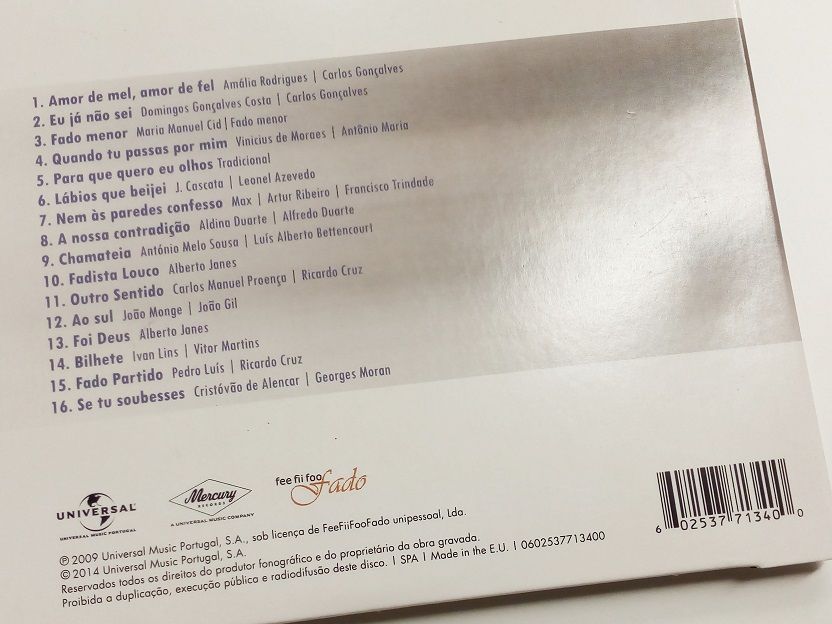 1. Amor de mel, amor de fel Amália Rodrigues | Carlos Gonçalves
2. Eu já não sei Domingos Gonçalves Costa | Carlos Gonçalves
3. Fado menor Maria Manuel Cid | Fado menor
4. Quando tu passas por mim Vinicius de Moraes | Antônio Maria
5. Para que quero eu olhos Tradicional
6. Lábios que beijei J. Cascata | Leonel Azevedo
7. Nem às paredes confesso Max | Artur Ribeiro | Francisco Trindade
8. A nossa contradição Aldina Duarte | Alfredo Duarte
9. Chamateia António Melo Sousa | Luís Alberto Bettencourt
10. Fadista Louco Alberto Janes
11. Outro Sentido Carlos Manuel Proença | Ricardo Cruz
12. Ao sul João Monge | João Gil
13. Foi Deus Alberto Janes
14. Bilhete Ivan Lins | Vitor Martins
15. Fado Partido Pedro Luís | Ricardo Cruz
16. Se tu soubesses Cristóvão de Alencar | Georges Moran
UNIVERSAL
UNIVERSAL MUSIC PORTUGAL
Mercury
RECORDS
A UNIVERSAL MUSIC COMPANY
fee fii foo
Fado
℗ 2009 Universal Music Portugal, S.A., sob licença de FeeFiiFooFado unipessoal, Lda.
© 2014 Universal Music Portugal, S.A.
Reservados todos os direitos do produtor fonográfico e do proprietário da obra gravada.
Proibida a duplicação, execução pública e radiodifusão deste disco. | SPA | Made in the E.U. | 0602537713400
6 02537 71340 0